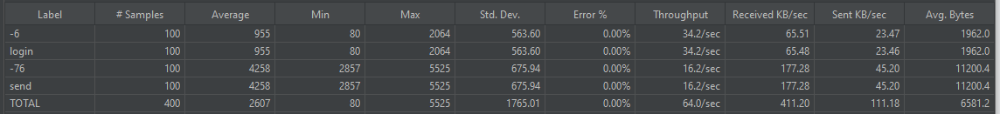 Label # Samples Average Min Max Std. Dev. Error % Throughput Received KB/sec Sent KB/sec Avg. Bytes
-6 100 955 80 2064 563.60 0.00% 34.2/sec 65.51 23.47 1962.0
login 100 955 80 2064 563.60 0.00% 34.2/sec 65.48 23.46 1962.0
-76 100 4258 2857 5525 675.94 0.00% 16.2/sec 177.28 45.20 11200.4
send 100 4258 2857 5525 675.94 0.00% 16.2/sec 177.28 45.20 11200.4
TOTAL 400 2607 80 5525 1765.01 0.00% 64.0/sec 411.20 111.18 6581.2